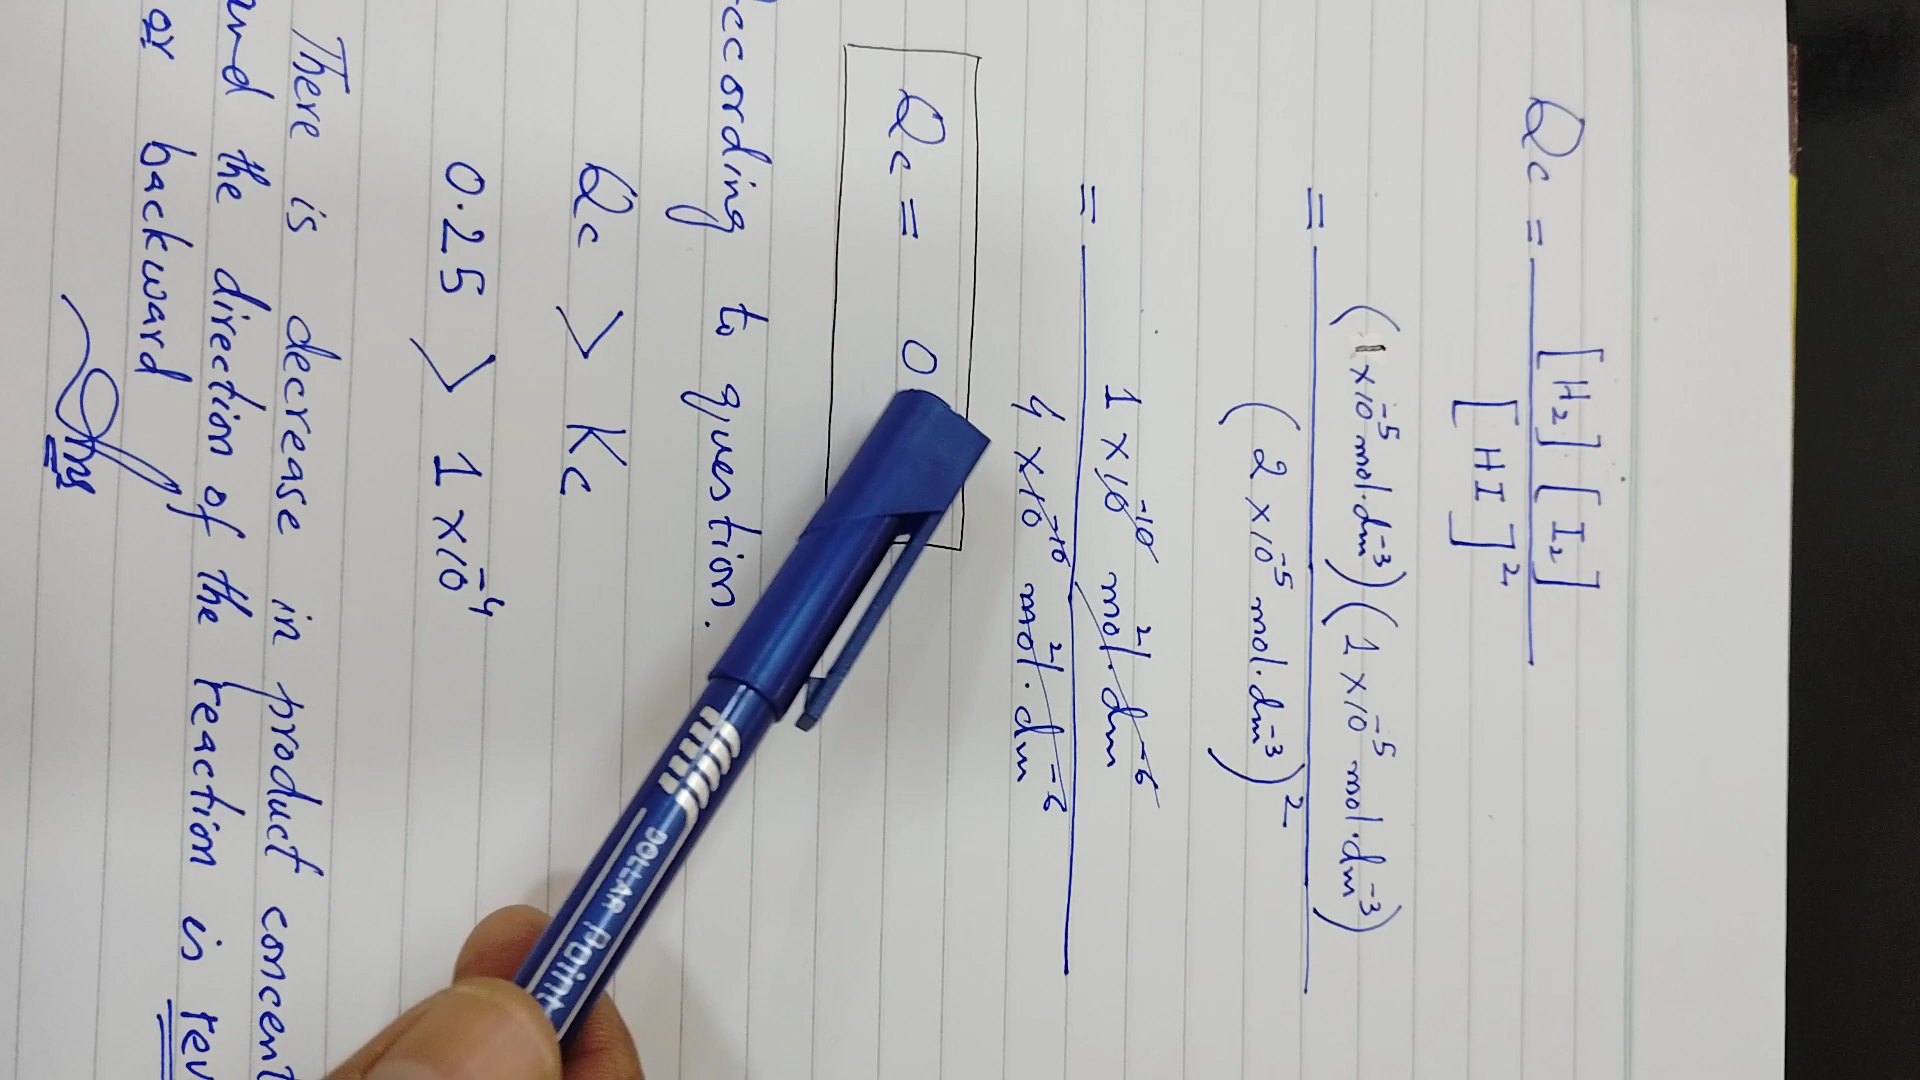 Qc = [H₂] [I₂]
[HI]²
= (1×10⁻⁵ mol.dm⁻³) (1×10⁻⁵ mol.dm⁻³)
(2×10⁻⁵ mol.dm⁻³)²
= 1×10⁻¹⁰ mol². dm⁻⁶
4×10⁻¹⁰ mol². dm⁻⁶
Qc = 0
ccording to question.
Qc > Kc
0.25 > 1×10⁻⁴
There is decrease in product concent
and the direction of the reaction is rev
or backward
Ans
DOLLAR Point